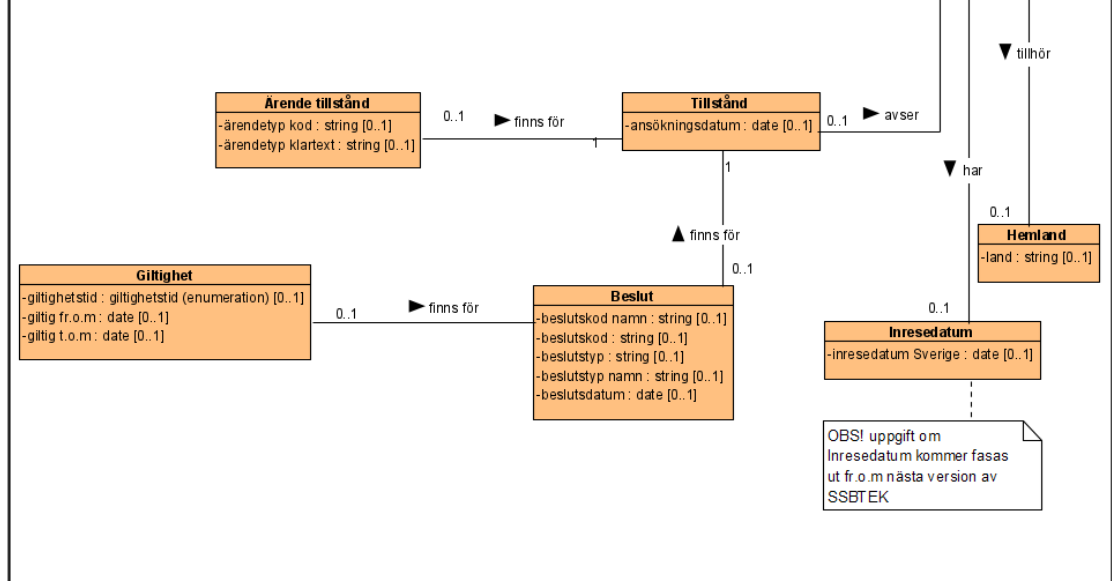 tillhör
Ärende tillstånd
-ärendetyp kod : string [0..1]
-ärendetyp klartext : string [0..1]
0..1
finns för
1
Tillstånd
-ansökningsdatum : date [0..1]
0..1
avser
1
har
finns för
0..1
0..1
Hemland
-land : string [0..1]
Giltighet
-giltighetstid : giltighetstid (enumeration) [0..1]
-giltig fr.o.m : date [0..1]
-giltig t.o.m : date [0..1]
0..1
finns för
Beslut
-beslutskod namn : string [0..1]
-beslutskod : string [0..1]
-beslutstyp : string [0..1]
-beslutstyp namn : string [0..1]
-beslutsdatum : date [0..1]
0..1
Inresedatum
-inresedatum Sverige : date [0..1]
OBS! uppgift om
Inresedatum kommer fasas
ut fr.o.m nästa version av
SSBTEK